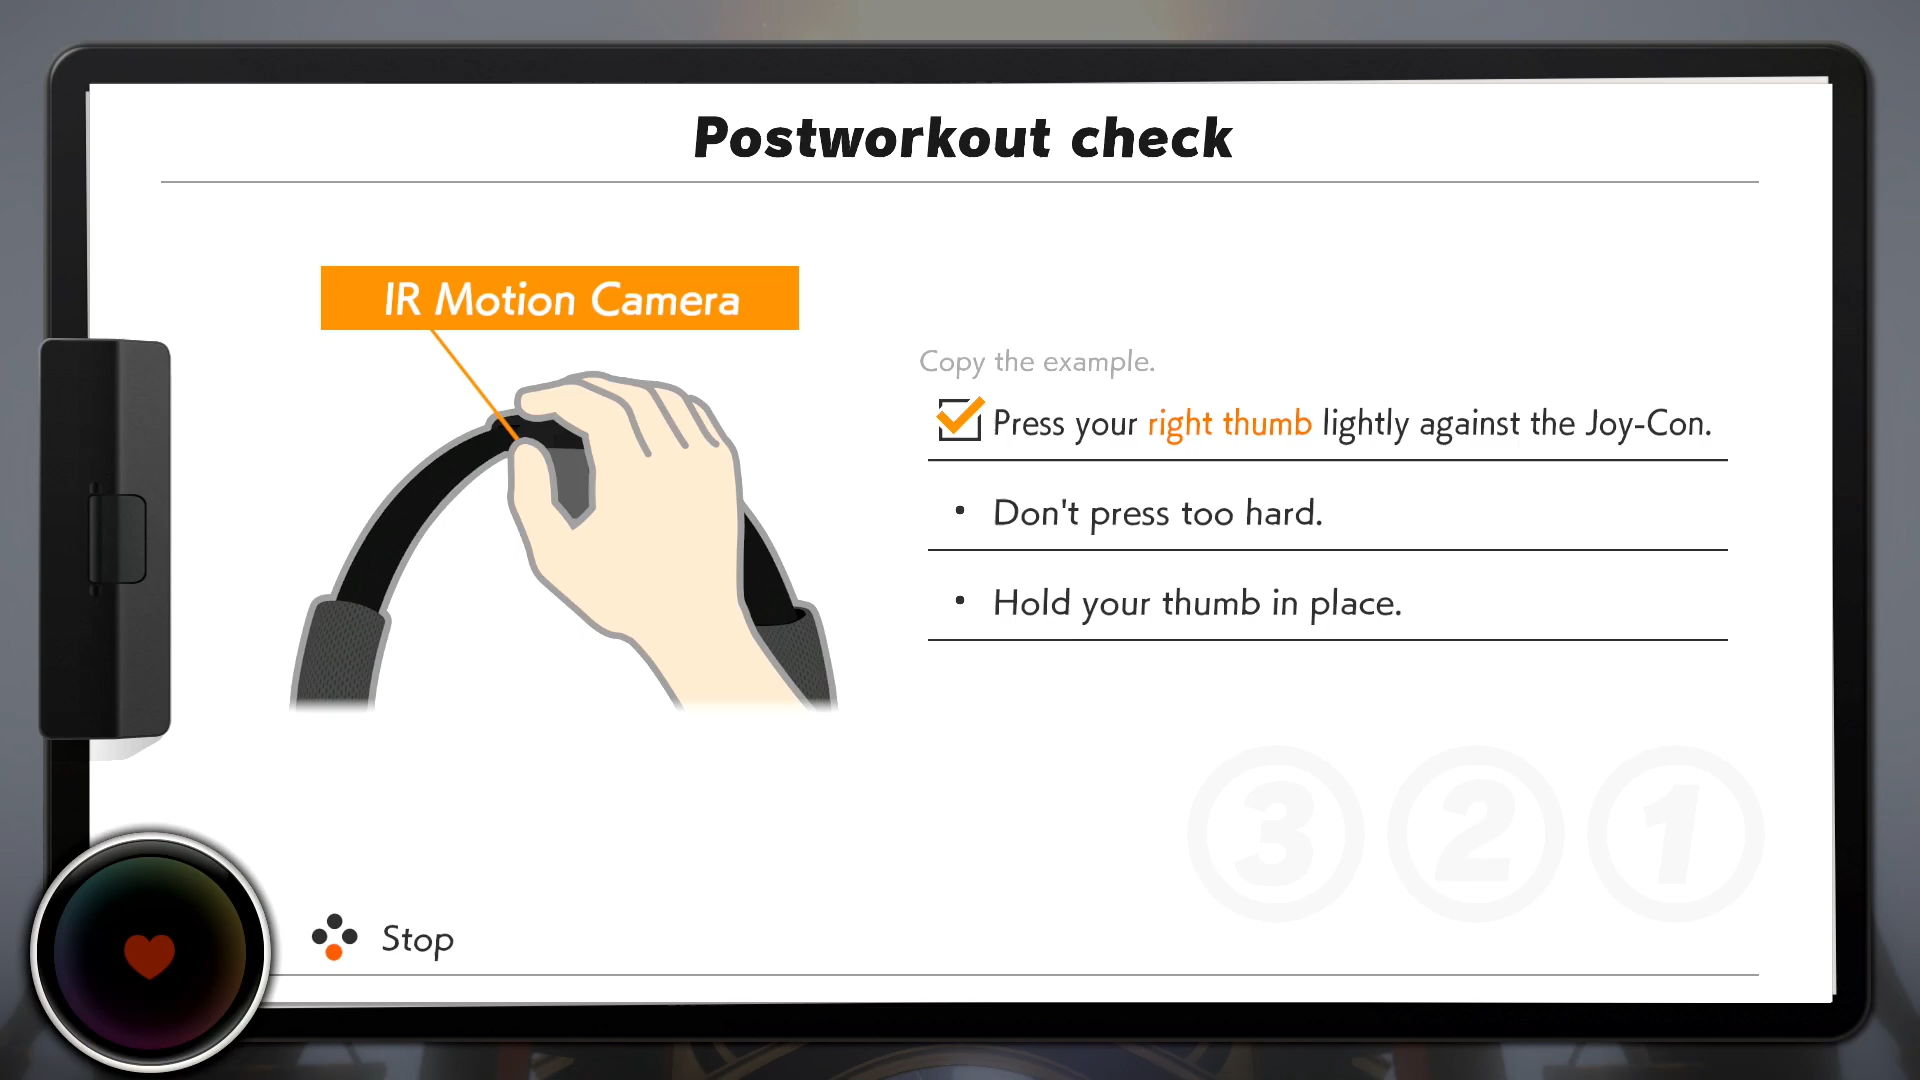 Postworkout check
IR Motion Camera
Copy the example.
Press your right thumb lightly against the Joy-Con.
• Don't press too hard.
• Hold your thumb in place.
3 2 1
Stop